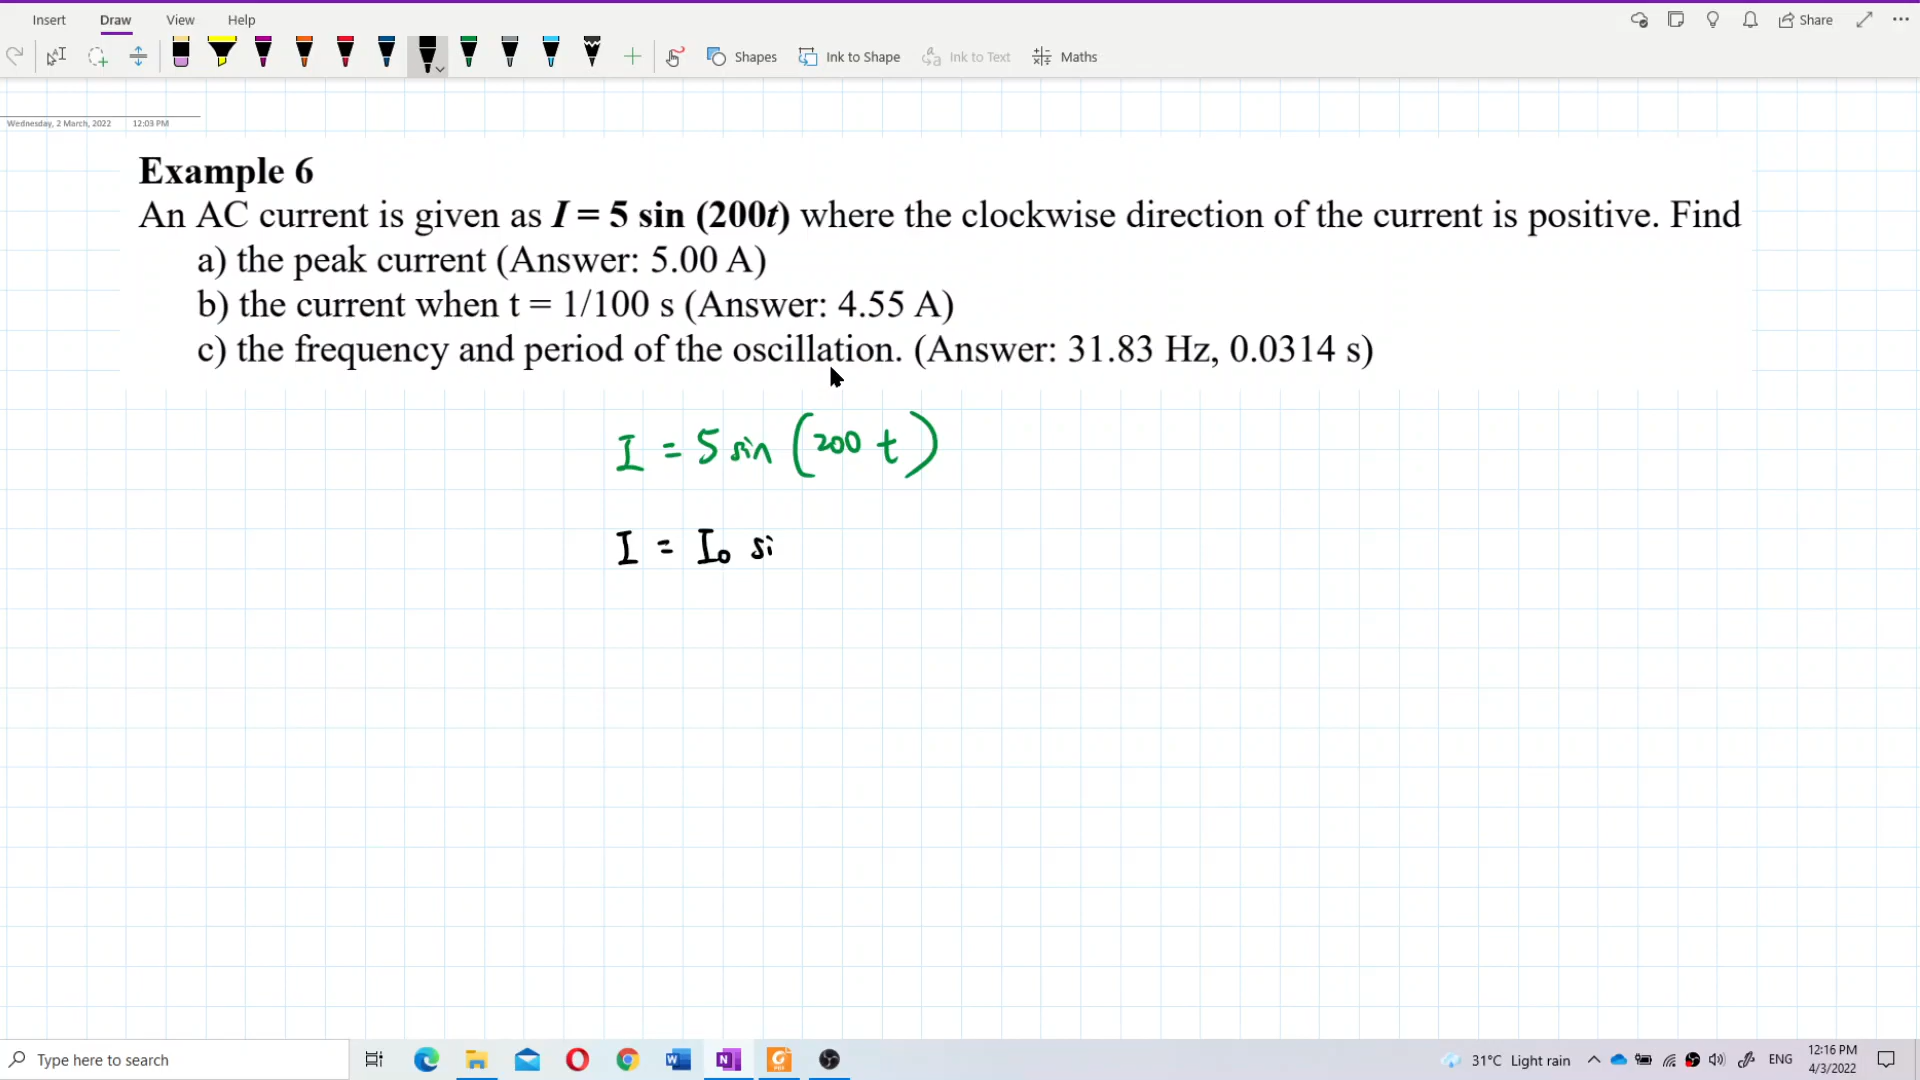 Insert Draw View Help
Share
Shapes Ink to Shape Ink to Text Maths
Wednesday, 2 March, 2022 12:03 PM
Example 6
An AC current is given as I = 5 sin (200t) where the clockwise direction of the current is positive. Find
a) the peak current (Answer: 5.00 A)
b) the current when t = 1/100 s (Answer: 4.55 A)
c) the frequency and period of the oscillation. (Answer: 31.83 Hz, 0.0314 s)
I = 5 sin (200 t)
I = I₀ si
Type here to search
31°C Light rain
ENG
12:16 PM
4/3/2022